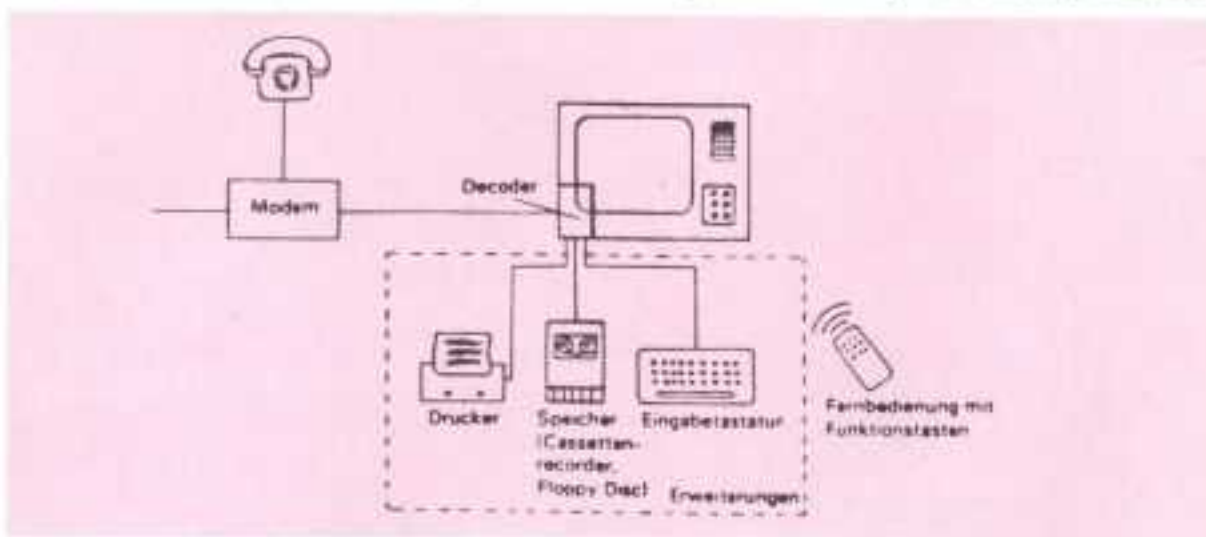 Decoder
Modem
Drucker
Speicher
(Cassetten-
recorder,
Floppy Disc)
Eingabetastatur
Erweiterungen
Fernbedienung mit
Funktionstasten